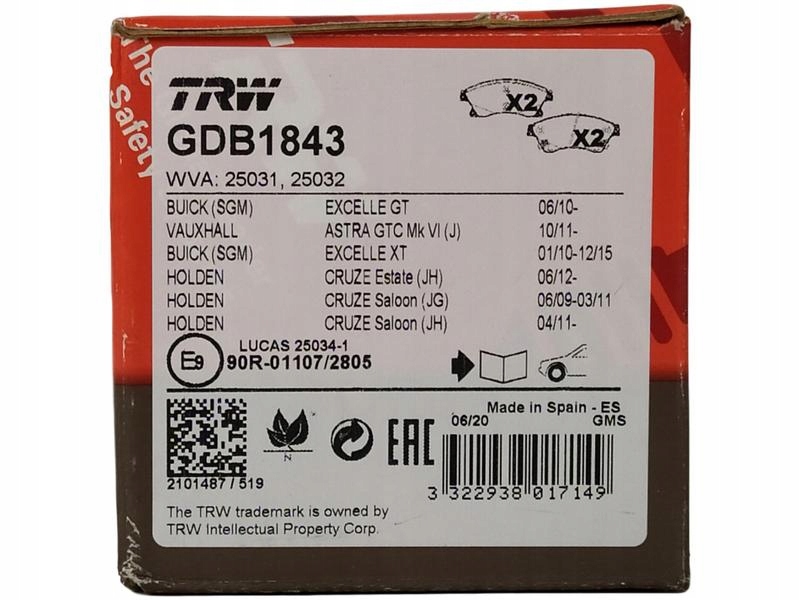 The
Safety
TRW
GDB1843
X2
X2
WVA: 25031, 25032
BUICK (SGM) EXCELLE GT 06/10-
VAUXHALL ASTRA GTC Mk VI (J) 10/11-
BUICK (SGM) EXCELLE XT 01/10-12/15
HOLDEN CRUZE Estate (JH) 06/12-
HOLDEN CRUZE Saloon (JG) 06/09-03/11
HOLDEN CRUZE Saloon (JH) 04/11-
LUCAS 25034-1
E9 90R-01107/2805
Made in Spain - ES
06/20 GMS
N
EAC
2101487 / 519
3 322938 017149
The TRW trademark is owned by
TRW Intellectual Property Corp.